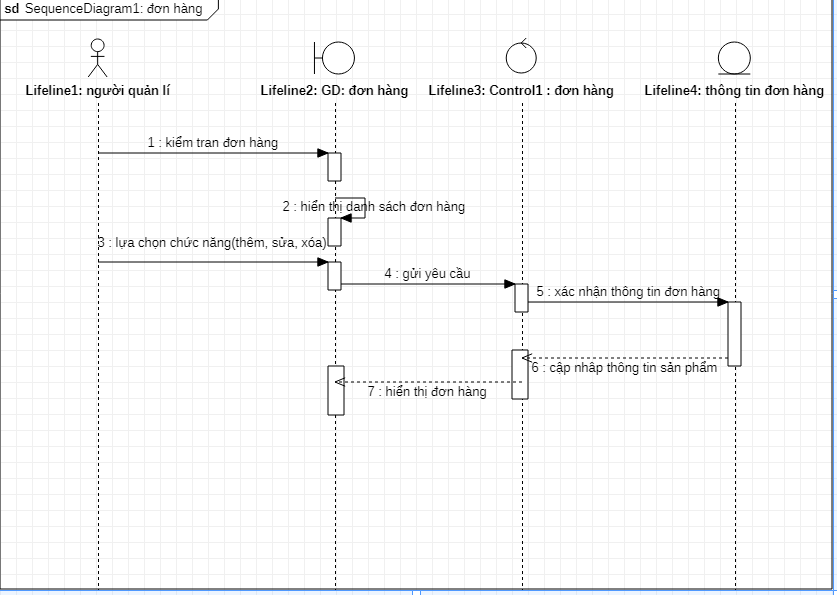 sd SequenceDiagram1: đơn hàng
Lifeline1: người quản lí
Lifeline2: GD: đơn hàng
Lifeline3: Control1 : đơn hàng
Lifeline4: thông tin đơn hàng
1 : kiểm tran đơn hàng
2 : hiển thị danh sách đơn hàng
3 : lựa chọn chức năng(thêm, sửa, xóa)
4 : gửi yêu cầu
5 : xác nhận thông tin đơn hàng
6 : cập nhâp thông tin sản phẩm
7 : hiển thị đơn hàng